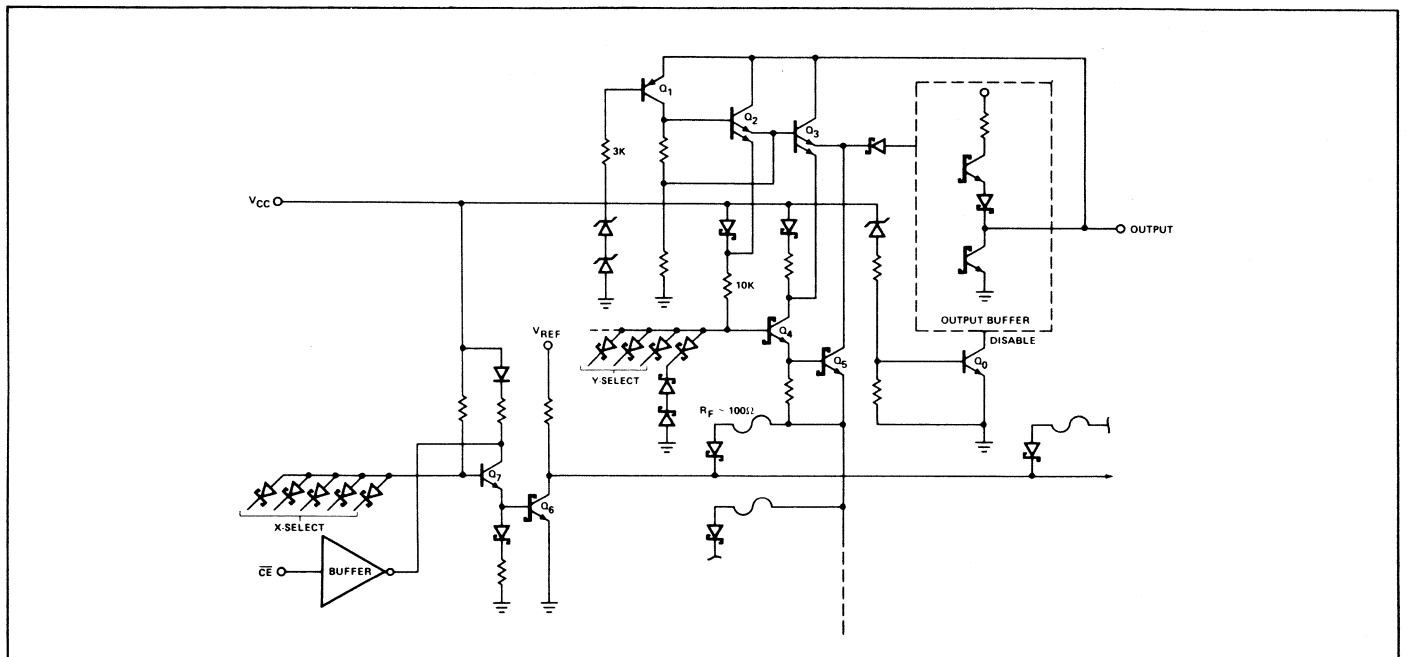 Q1
Q2
Q3
3K
VCC
OUTPUT
10K
OUTPUT BUFFER
DISABLE
VREF
Q4
Y-SELECT
Q5
Q0
RF ~ 100Ω
Q7
Q6
X-SELECT
CE
BUFFER